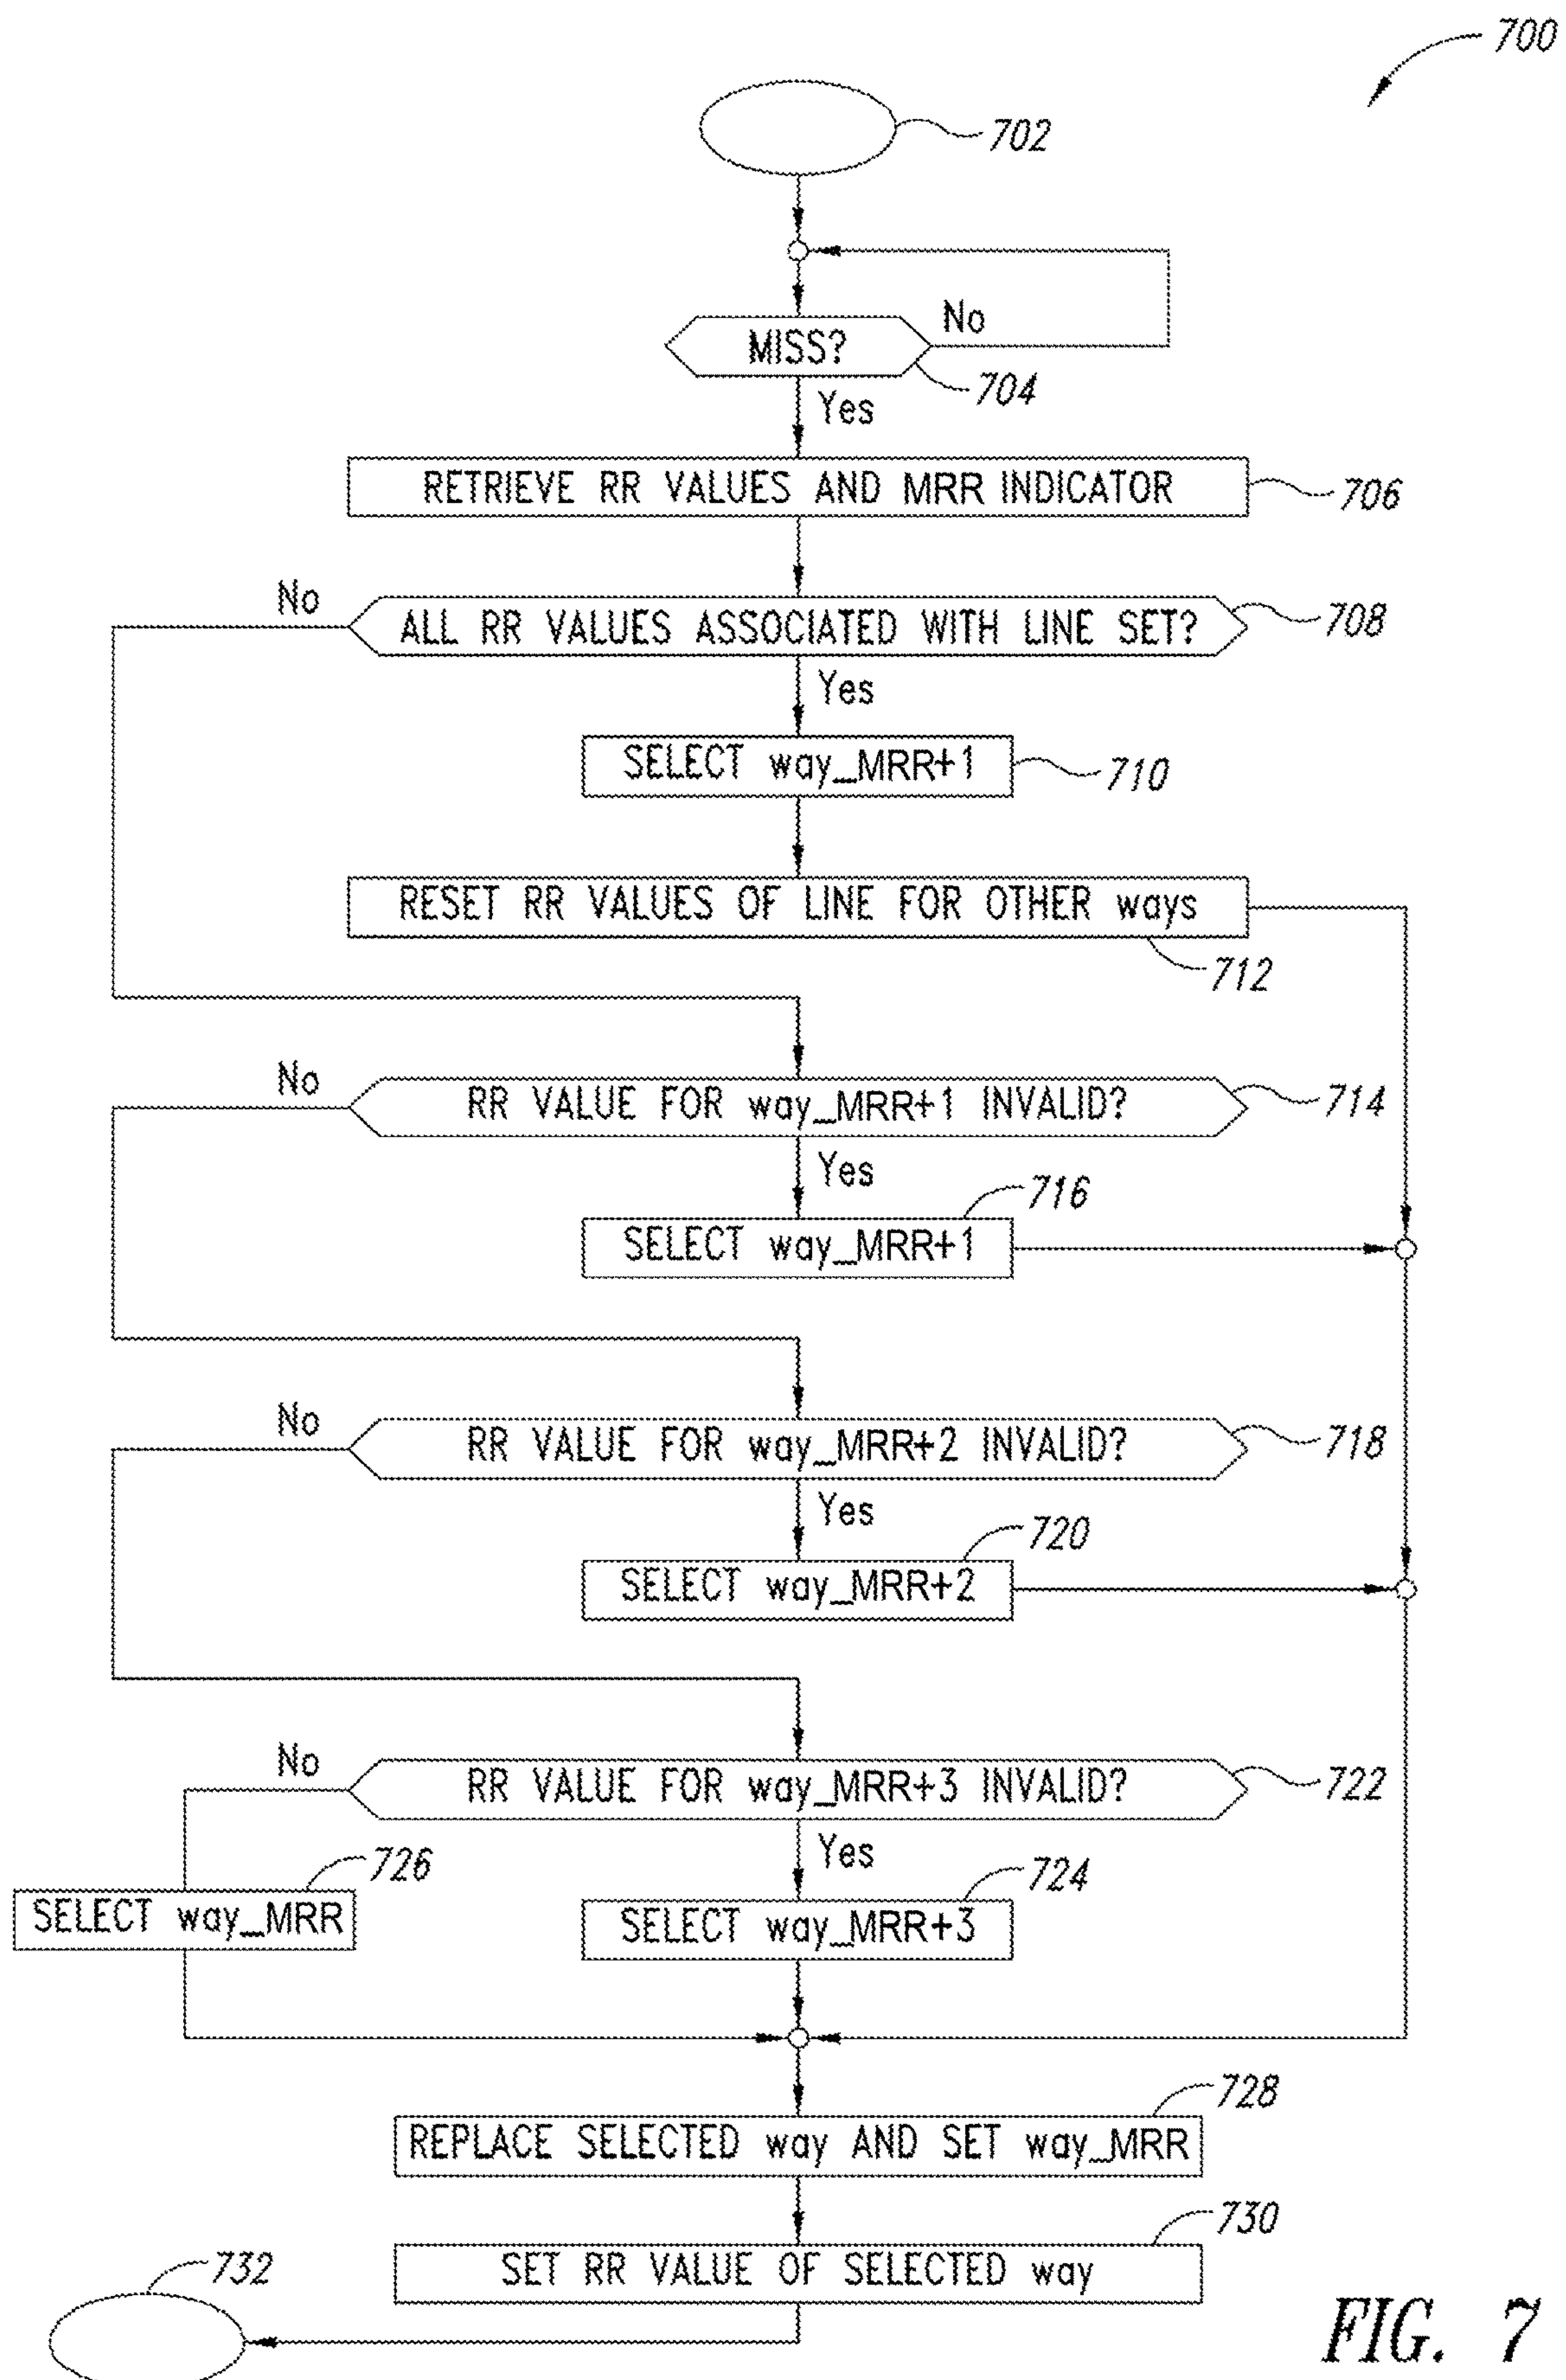 700
702
No
MISS?
704
Yes
RETRIEVE RR VALUES AND MRR INDICATOR
706
No
ALL RR VALUES ASSOCIATED WITH LINE SET?
708
Yes
SELECT way_MRR+1
710
RESET RR VALUES OF LINE FOR OTHER ways
712
No
RR VALUE FOR way_MRR+1 INVALID?
714
Yes
716
SELECT way_MRR+1
No
RR VALUE FOR way_MRR+2 INVALID?
718
Yes
720
SELECT way_MRR+2
No
RR VALUE FOR way_MRR+3 INVALID?
722
Yes
726
724
SELECT way_MRR
SELECT way_MRR+3
728
REPLACE SELECTED way AND SET way_MRR
730
SET RR VALUE OF SELECTED way
732
FIG. 7